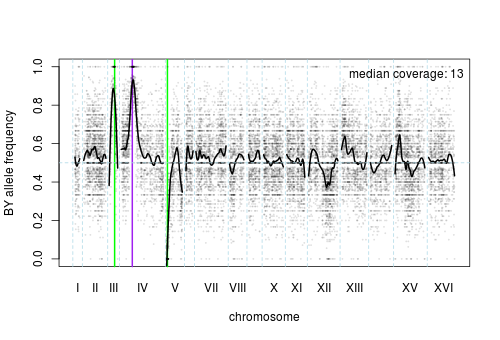 median coverage: 13
BY allele frequency
1.0
0.8
0.6
0.4
0.2
0.0
I II III IV V VII VIII X XI XII XIII XV XVI
chromosome